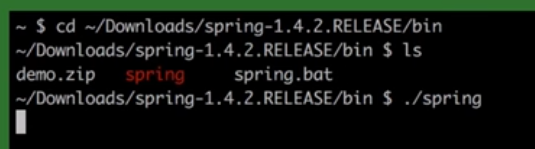 ~ $ cd ~/Downloads/spring-1.4.2.RELEASE/bin
~/Downloads/spring-1.4.2.RELEASE/bin $ ls
demo.zip spring spring.bat
~/Downloads/spring-1.4.2.RELEASE/bin $ ./spring